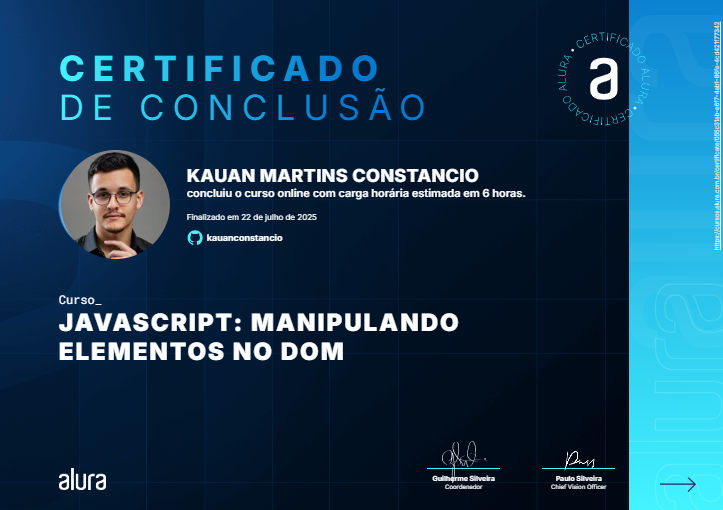 CERTIFICADO
DE CONCLUSÃO
CERTIFICADO ALURA • CERTIFICADO ALURA •
a
KAUAN MARTINS CONSTANCIO
concluiu o curso online com carga horária estimada em 6 horas.
Finalizado em 22 de julho de 2025
kauanconstancio
Curso_
JAVASCRIPT: MANIPULANDO
ELEMENTOS NO DOM
alura
Guilherme Silveira
Coordenador
Paulo Silveira
Chief Vision Officer
alura